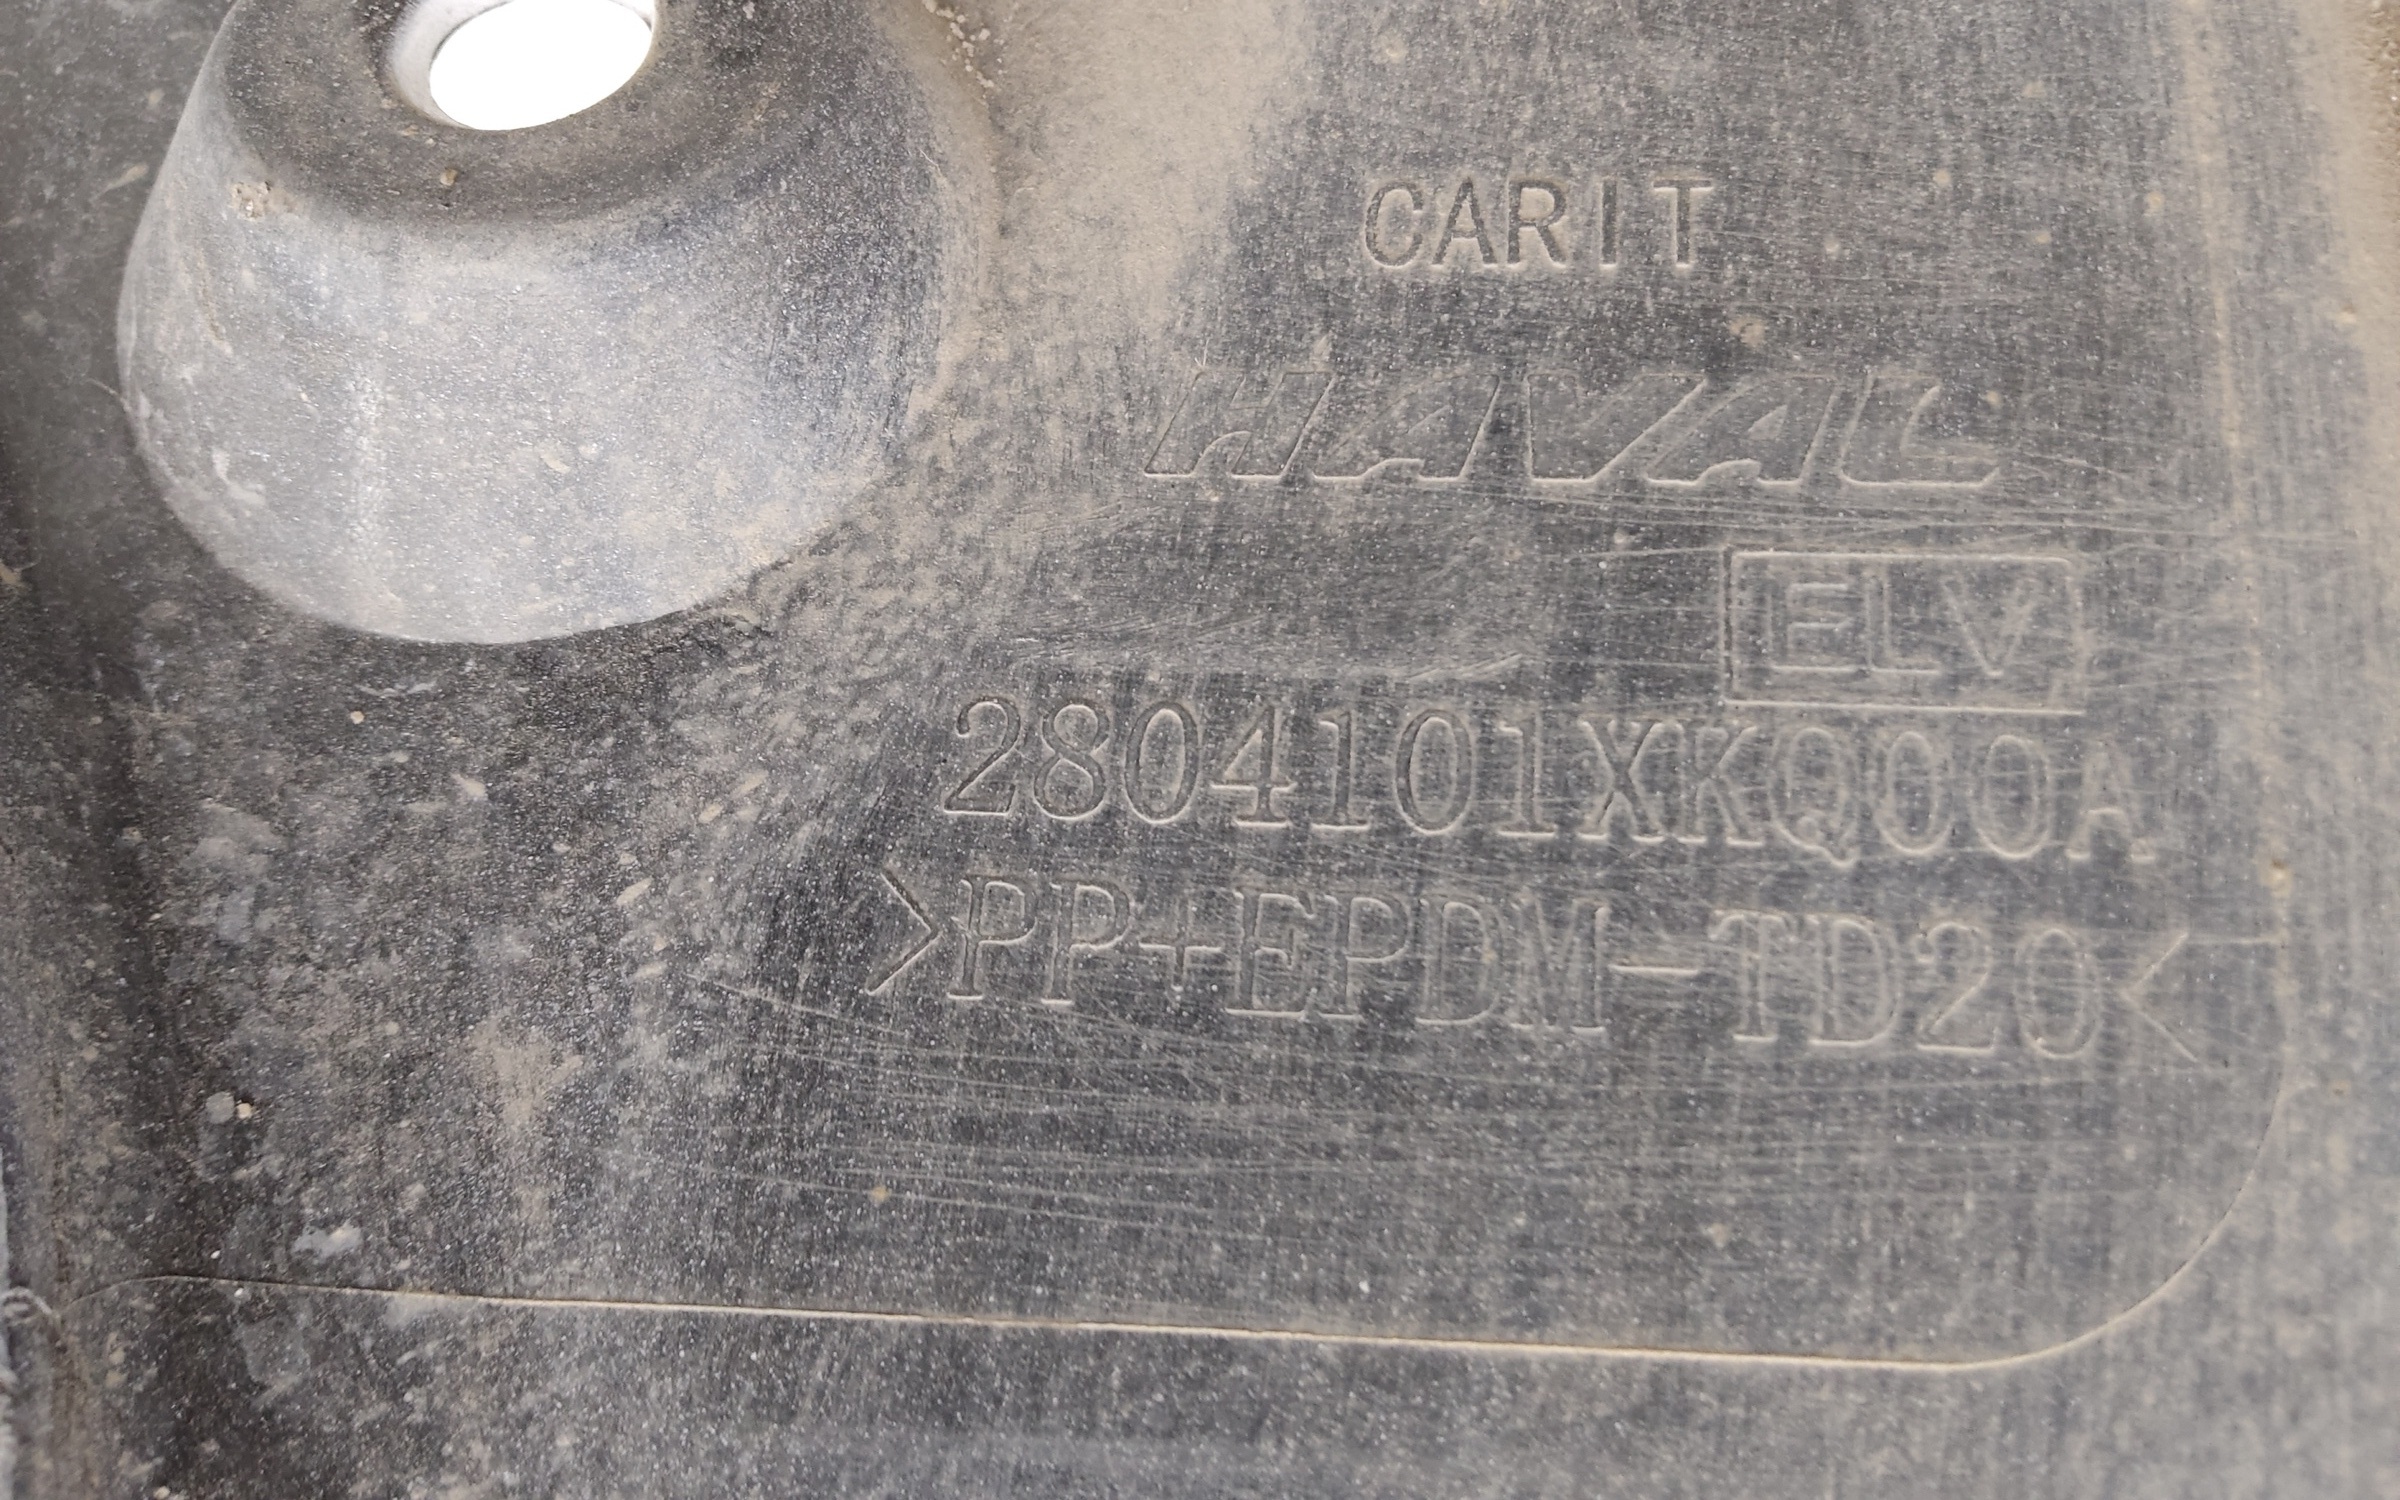 CARIT
HAVAL
ELV
2804101XKQ00A
>PP+EPDM-TD20<